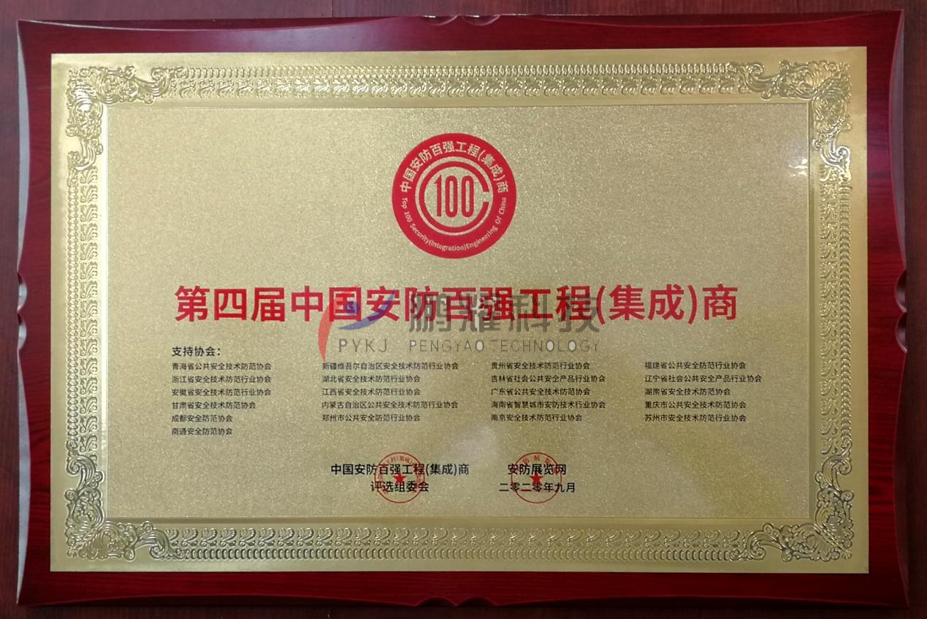 中国安防百强工程(集成)商
100
Top 100 Security(Integration)Engineering Of China
第四届中国安防百强工程(集成)商
鹏耀科技
PYKJ PENGYAO TECHNOLOGY
支持协会：
青海省公共安全技术防范协会 新疆维吾尔自治区安全技术防范行业协会 贵州省安全技术防范行业协会 福建省公共安全防范行业协会
浙江省安全技术防范行业协会 湖北省安全技术防范行业协会 吉林省社会公共安全产品行业协会 辽宁省社会公共安全产品行业协会
安徽省安全技术防范行业协会 江西省安全技术防范行业协会 广东省公共安全技术防范协会 湖南省安全技术防范协会
甘肃省安全技术防范协会 内蒙古自治区公共安全技术防范行业协会 海南省智慧城市安防技术行业协会 重庆市公共安全技术防范协会
成都安全防范协会 郑州市公共安全防范行业协会 南京安全技术防范行业协会 苏州市安全技术防范行业协会
南通安全防范协会
中国安防百强工程(集成)商 安防展览网
评选组委会 二零二零年九月